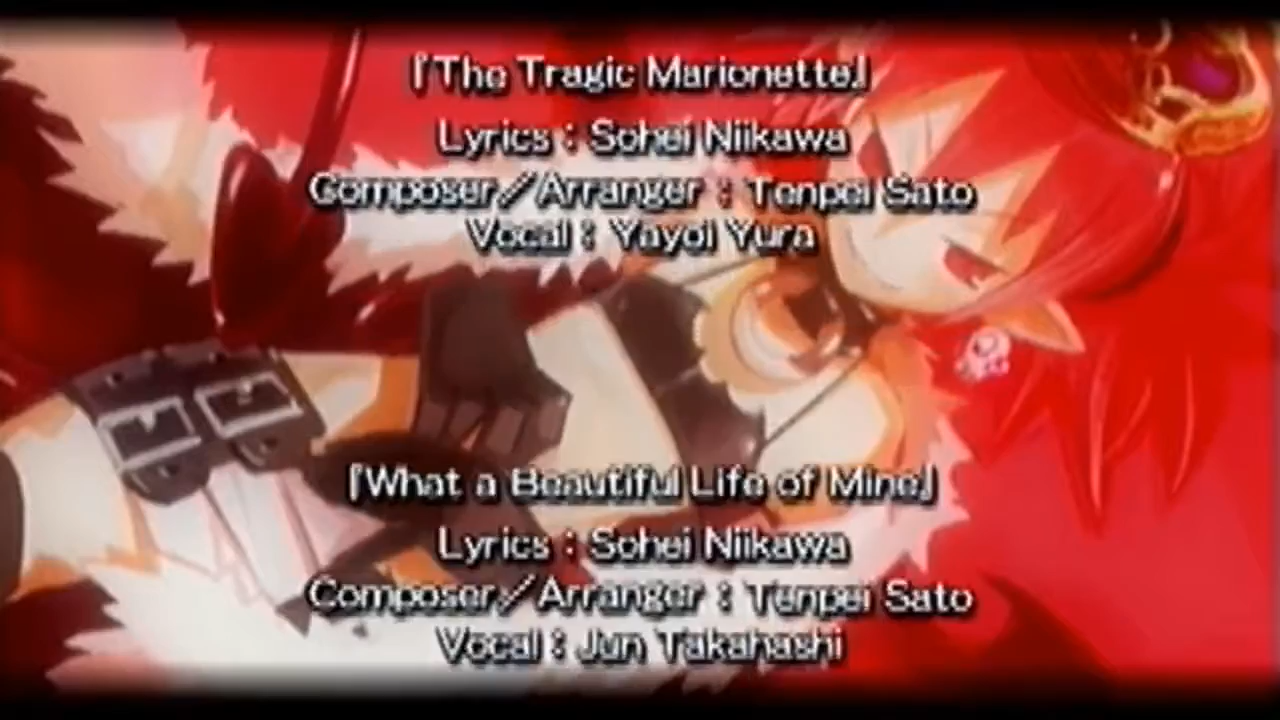 『The Tragic Marionette』
Lyrics：Sohei Niikawa
Composer／Arranger：Tenpei Sato
Vocal：Yayoi Yura
『What a Beautiful Life of Mine』
Lyrics：Sohei Niikawa
Composer／Arranger：Tenpei Sato
Vocal：Jun Takahashi